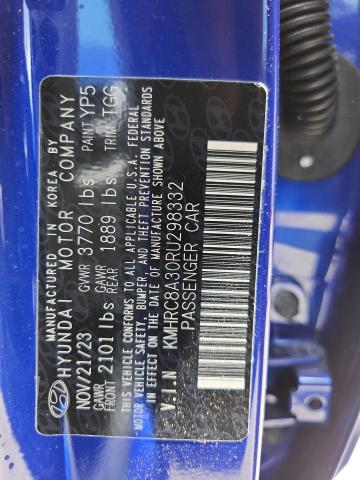 MANUFACTURED IN KOREA BY
HYUNDAI MOTOR COMPANY
NOV/21/23 GVWR 3770 lbs PAINT YP5
GAWR FRONT 2101lbs GAWR REAR 1889 lbs TRIM TGG
THIS VEHICLE CONFORMS TO ALL APPLICABLE U.S.A. FEDERAL
MOTOR VEHICLE SAFETY, BUMPER, AND THEFT PREVENTION STANDARDS
IN EFFECT ON THE DATE OF MANUFACTURE SHOWN ABOVE.
V.I.N KMHRC8A30RU298332
PASSENGER CAR